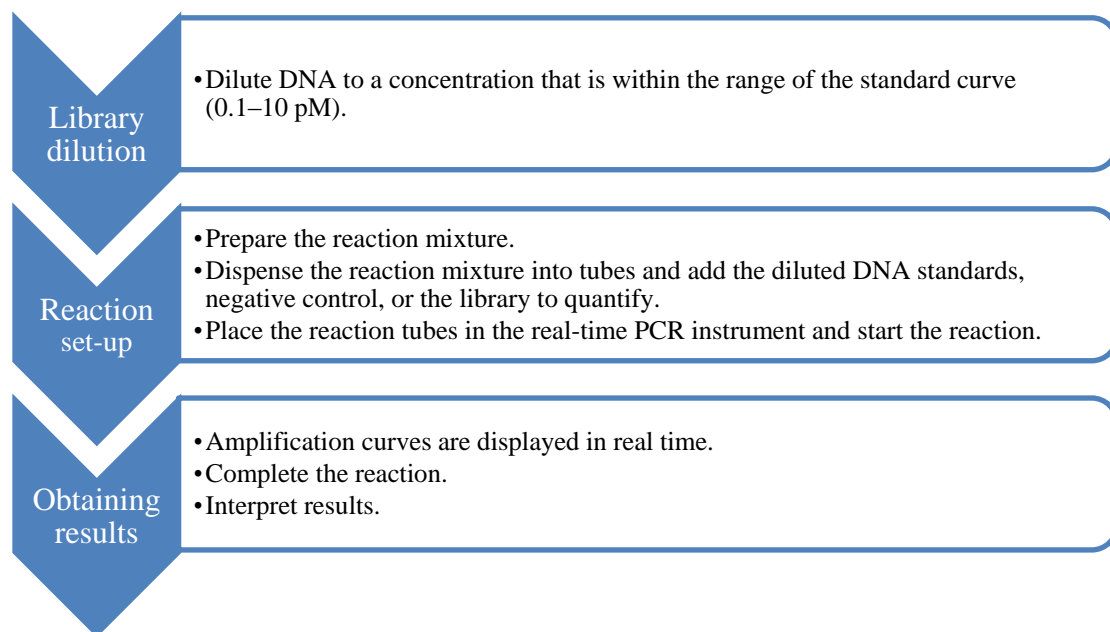 Library
dilution
•Dilute DNA to a concentration that is within the range of the standard curve
(0.1–10 pM).
Reaction
set-up
•Prepare the reaction mixture.
•Dispense the reaction mixture into tubes and add the diluted DNA standards,
negative control, or the library to quantify.
•Place the reaction tubes in the real-time PCR instrument and start the reaction.
Obtaining
results
•Amplification curves are displayed in real time.
•Complete the reaction.
•Interpret results.